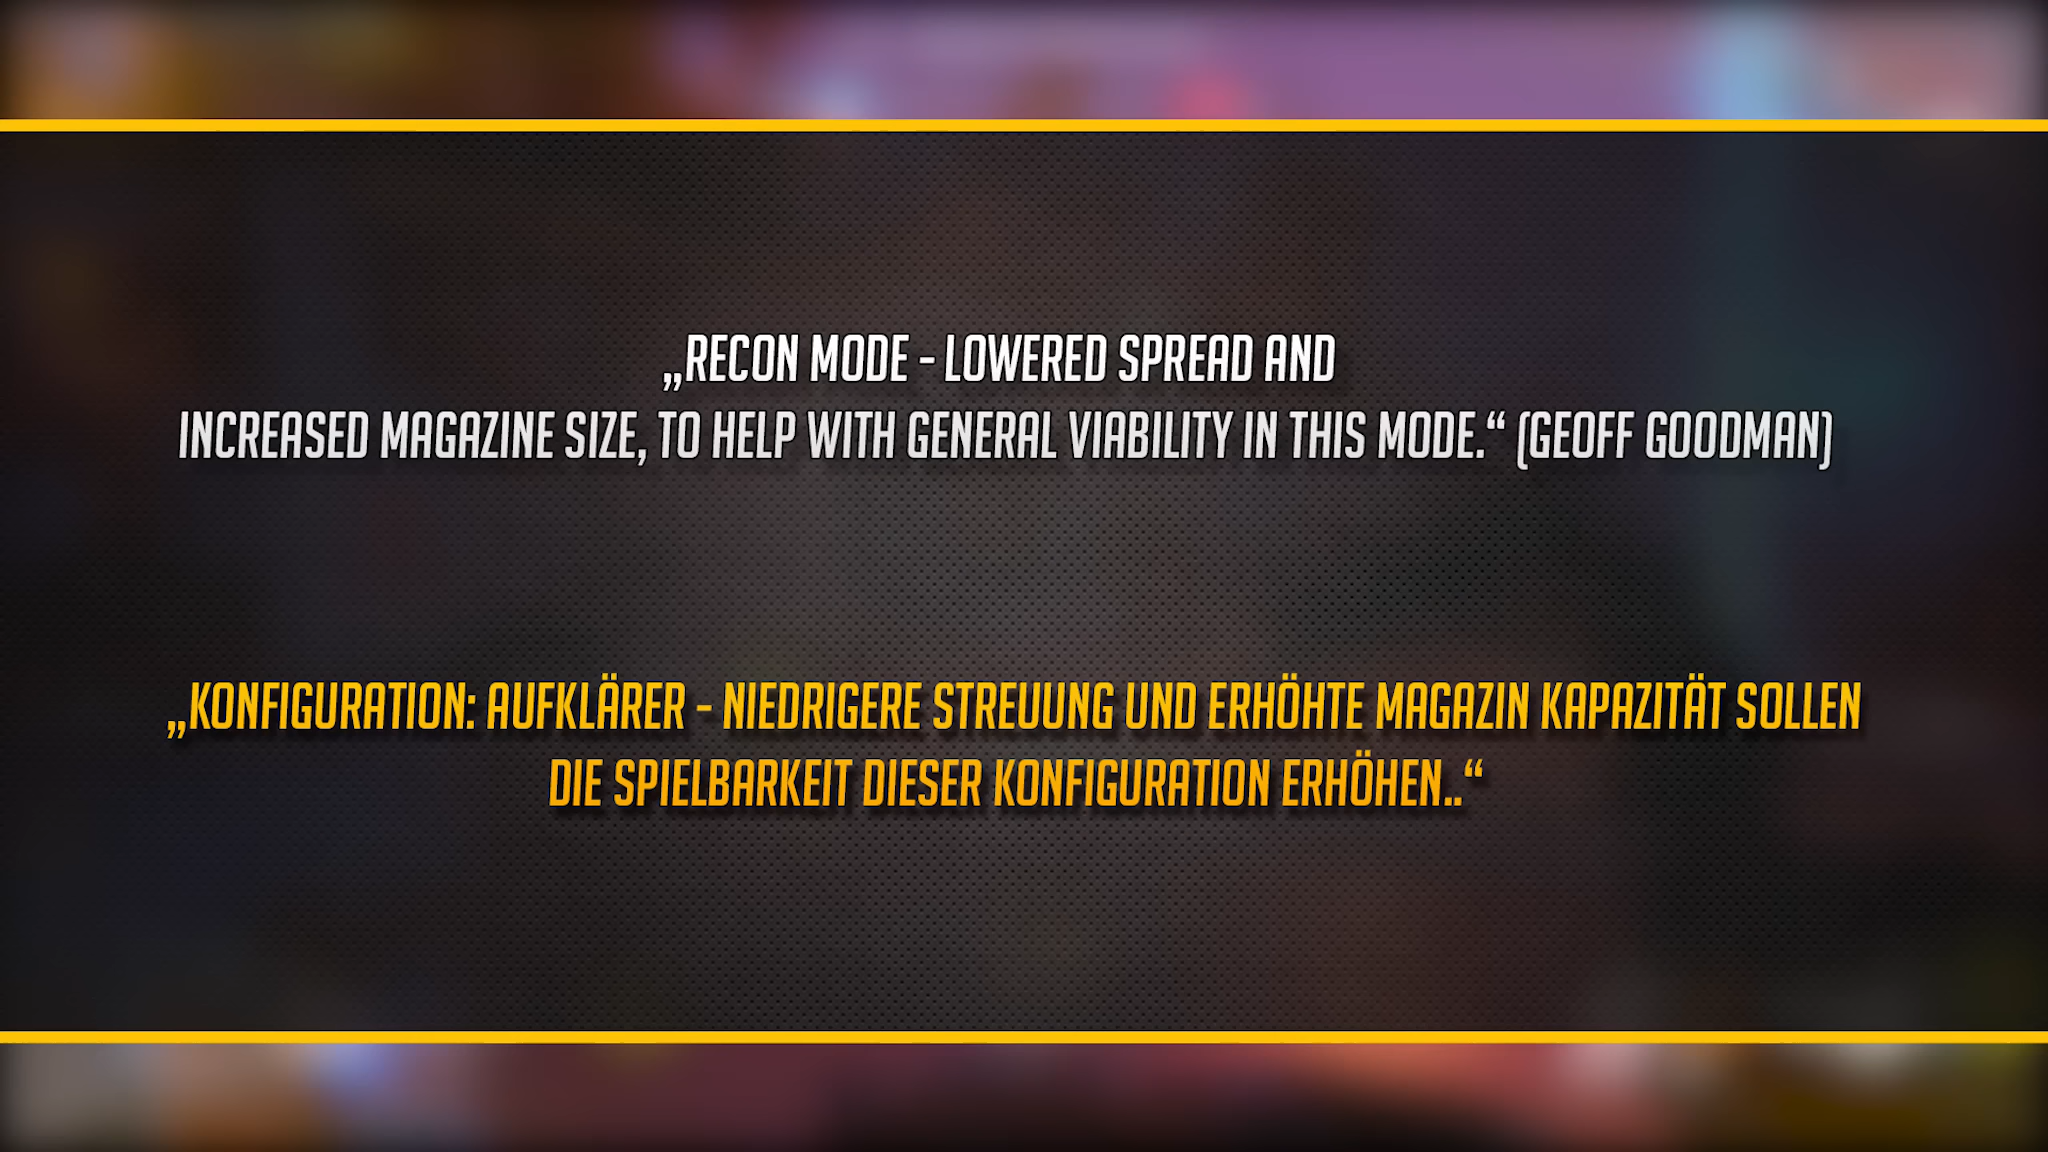 „RECON MODE - LOWERED SPREAD AND
INCREASED MAGAZINE SIZE, TO HELP WITH GENERAL VIABILITY IN THIS MODE.“ (GEOFF GOODMAN)
„KONFIGURATION: AUFKLÄRER - NIEDRIGERE STREUUNG UND ERHÖHTE MAGAZIN KAPAZITÄT SOLLEN
DIE SPIELBARKEIT DIESER KONFIGURATION ERHÖHEN..“